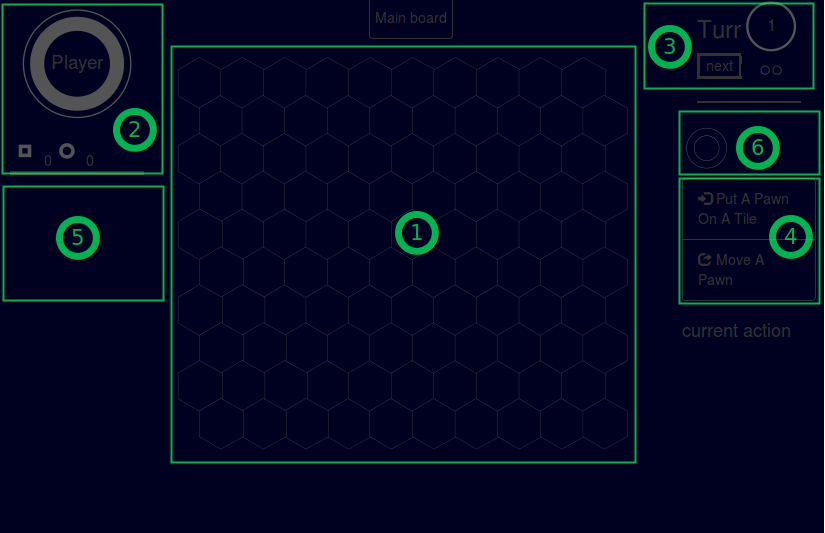 Main board
Player
2
0 0
5
1
3
Turr
1
next
6
Put A Pawn
On A Tile
4
Move A
Pawn
current action